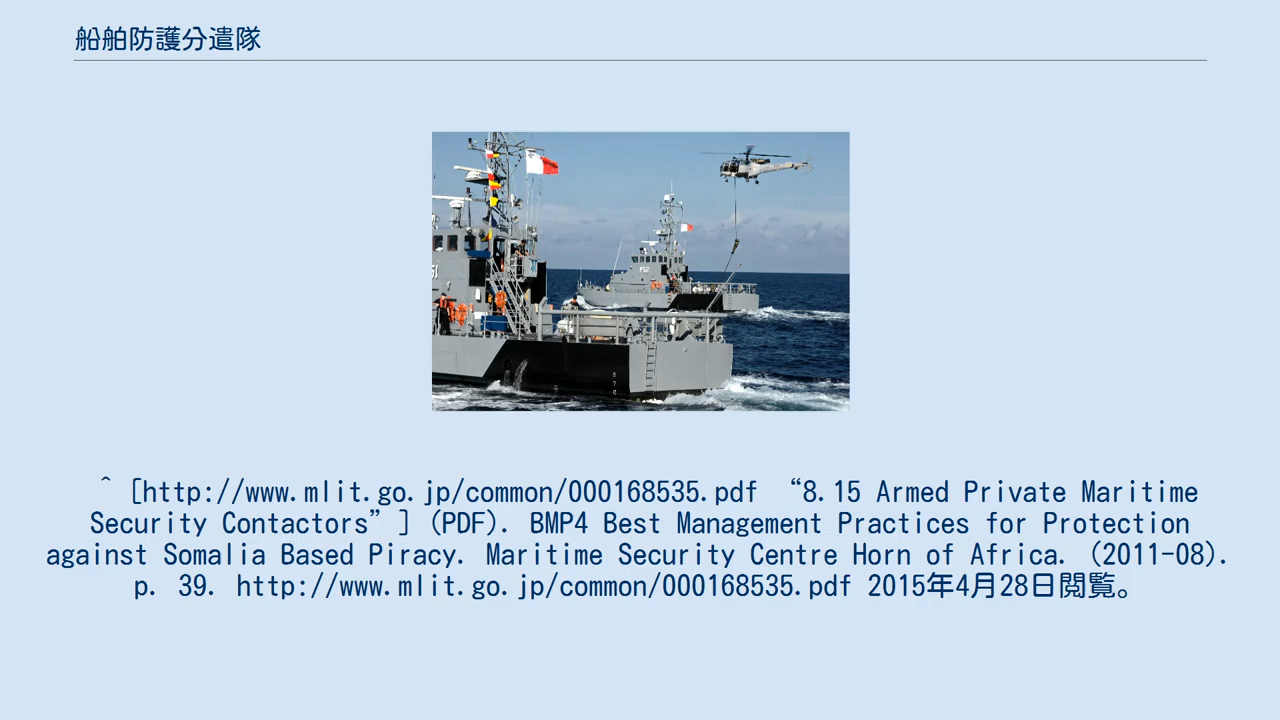 船舶防護分遣隊
P52
51
^ [http://www.mlit.go.jp/common/000168535.pdf “8.15 Armed Private Maritime
Security Contactors” ] (PDF). BMP4 Best Management Practices for Protection
against Somalia Based Piracy. Maritime Security Centre Horn of Africa. (2011-08).
p. 39. http://www.mlit.go.jp/common/000168535.pdf 2015年4月28日閲覧。